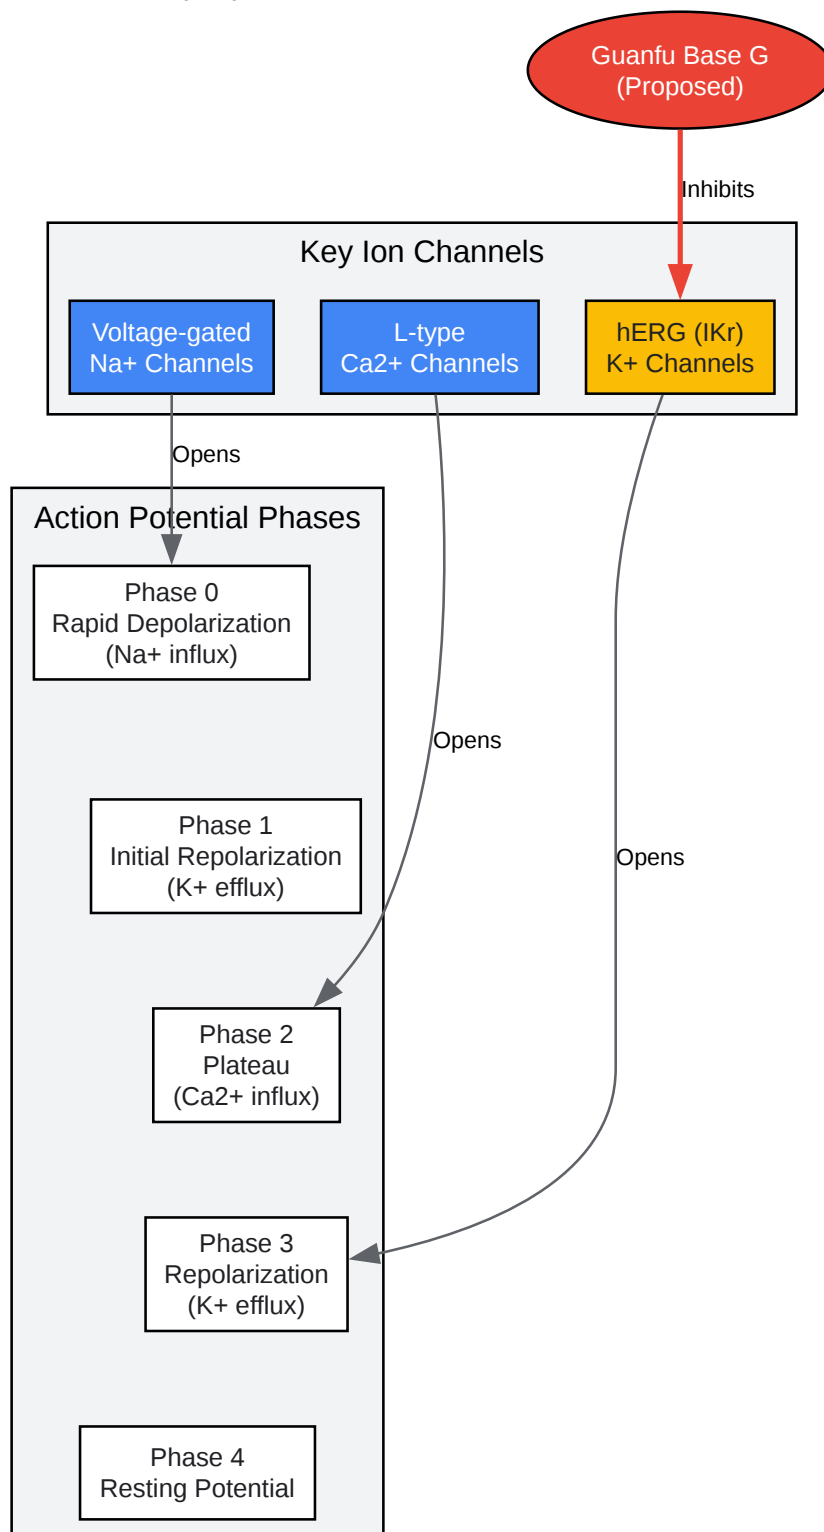 Guanfu Base G
(Proposed)
Inhibits
Key Ion Channels
Voltage-gated
Na+ Channels
L-type
Ca2+ Channels
hERG (IKr)
K+ Channels
Opens
Action Potential Phases
Phase 0
Rapid Depolarization
(Na+ influx)
Opens
Phase 1
Initial Repolarization
(K+ efflux)
Opens
Phase 2
Plateau
(Ca2+ influx)
Phase 3
Repolarization
(K+ efflux)
Phase 4
Resting Potential